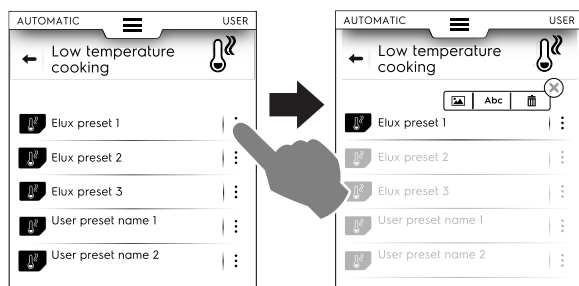 AUTOMATIC USER
Low temperature
cooking
Elux preset 1
Elux preset 2
Elux preset 3
User preset name 1
User preset name 2
AUTOMATIC USER
Low temperature
cooking
Abc
Elux preset 1
Elux preset 2
Elux preset 3
User preset name 1
User preset name 2